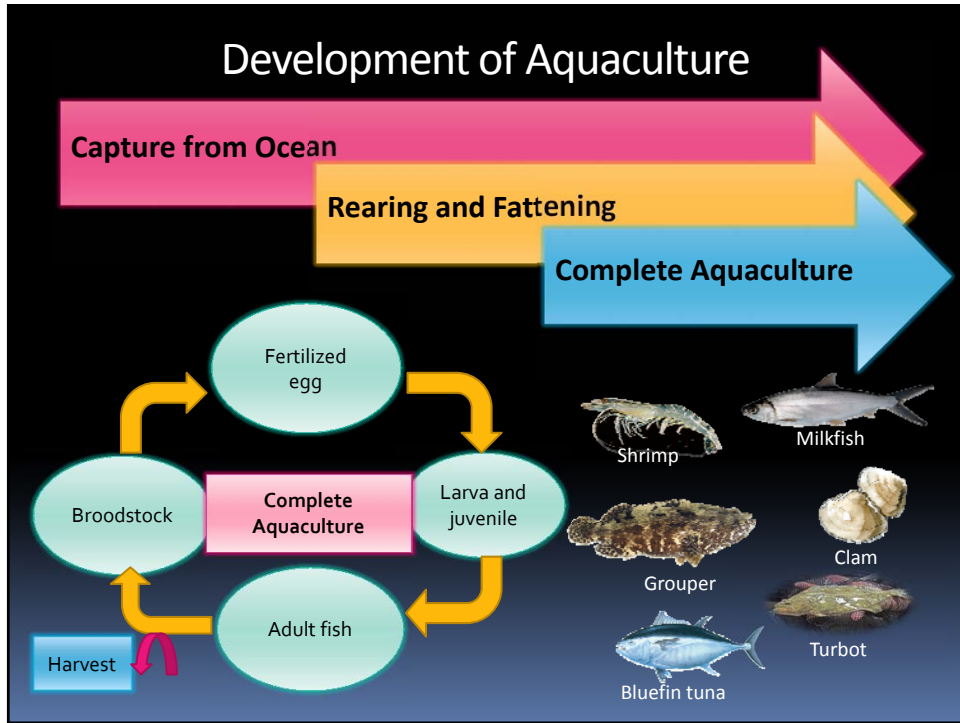 Development of Aquaculture
Capture from Ocean
Rearing and Fattening
Complete Aquaculture
Fertilized
egg
Broodstock
Complete
Aquaculture
Larva and
juvenile
Adult fish
Harvest
Shrimp
Milkfish
Grouper
Clam
Turbot
Bluefin tuna